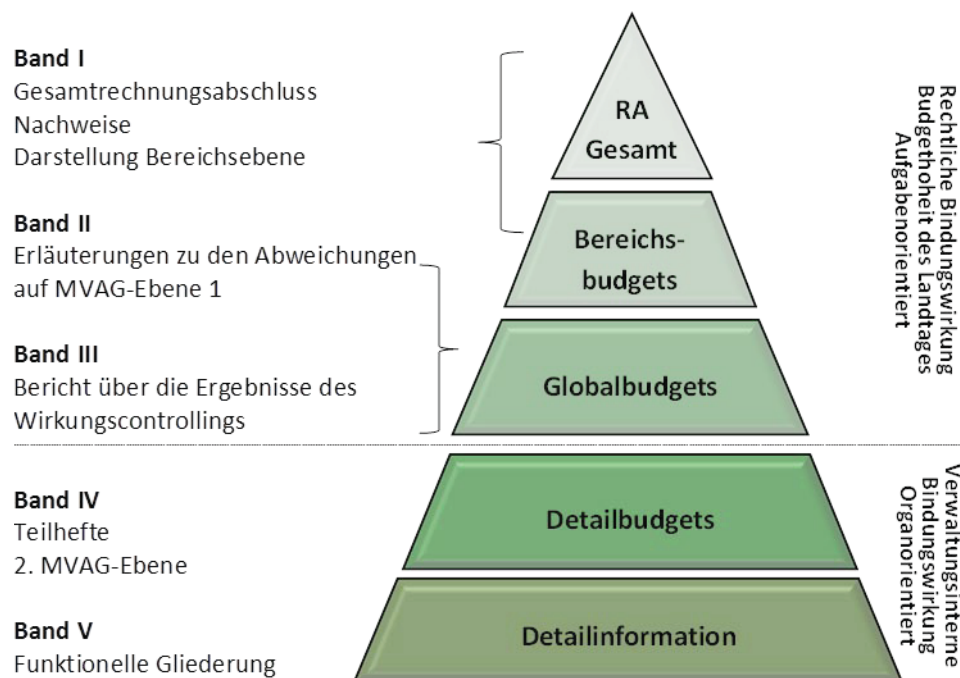 Band I
Gesamtrechnungsabschluss
Nachweise
Darstellung Bereichsebene
Band II
Erläuterungen zu den Abweichungen
auf MVAG-Ebene 1
Band III
Bericht über die Ergebnisse des
Wirkungscontrollings
Band IV
Teilhefte
2. MVAG-Ebene
Band V
Funktionelle Gliederung
RA
Gesamt
Bereichs-
budgets
Globalbudgets
Detailbudgets
Detailinformation
Rechtliche Bindungswirkung
Budgethoheit des Landtages
Aufgabenorientiert
Verwaltungsinterne
Bindungswirkung
Organorientiert